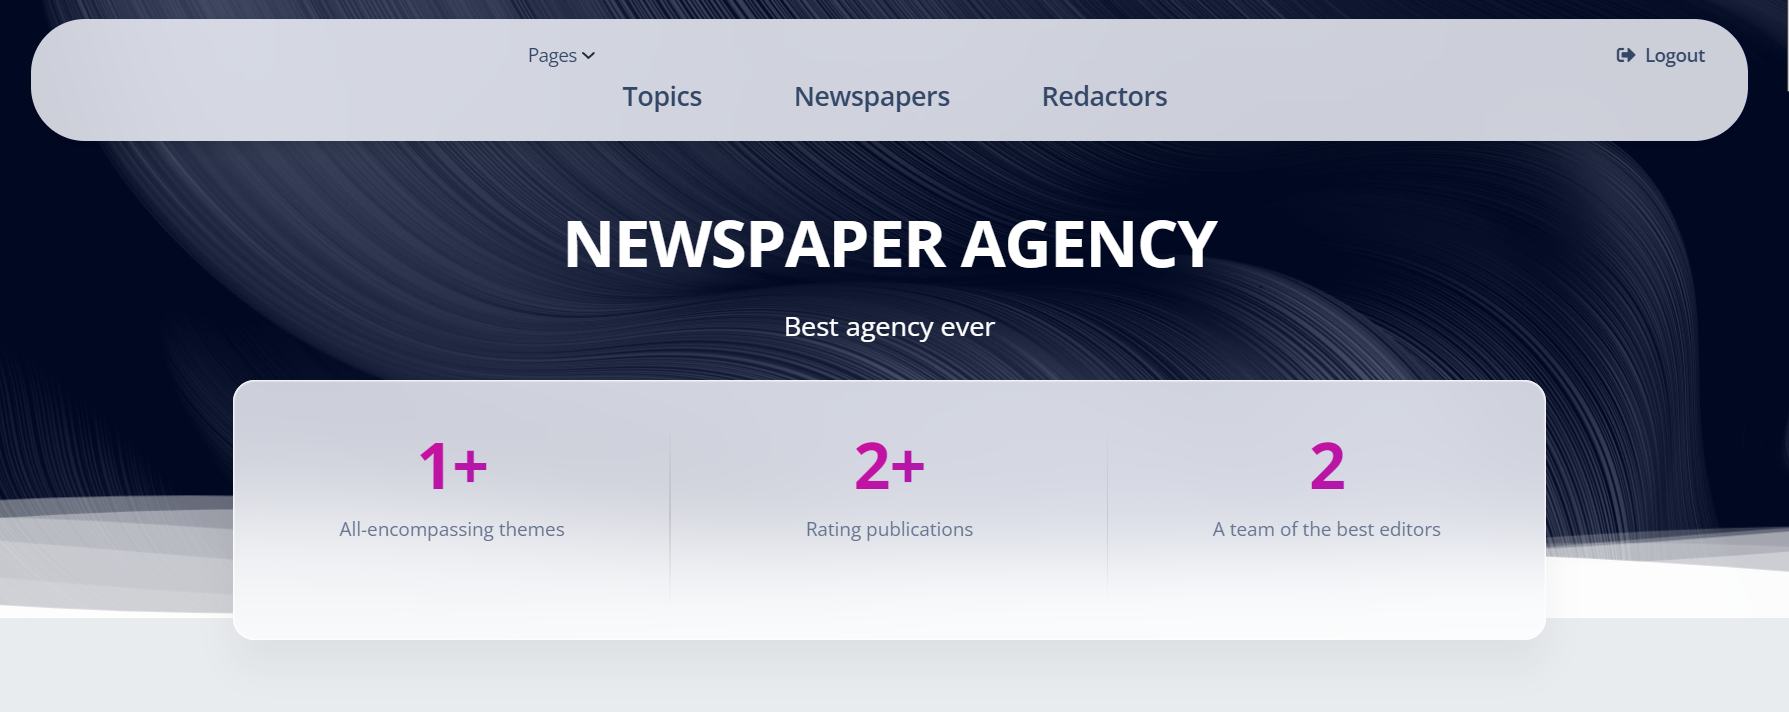 Pages
Logout
Topics Newspapers Redactors
NEWSPAPER AGENCY
Best agency ever
1+ 2+ 2
All-encompassing themes Rating publications A team of the best editors